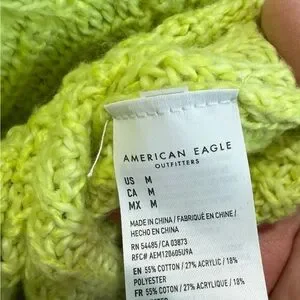 AMERICAN EAGLE
OUTFITTERS
US M
CA M
MX M
MADE IN CHINA / FABRIQUÉ EN CHINE /
HECHO EN CHINA
RN 54485 / CA 03873
RFC# AEM120605U9A
EN 55% COTTON / 27% ACRYLIC / 18%
POLYESTER
FR 55% COTON / 27% ACRYLIQUE / 18%